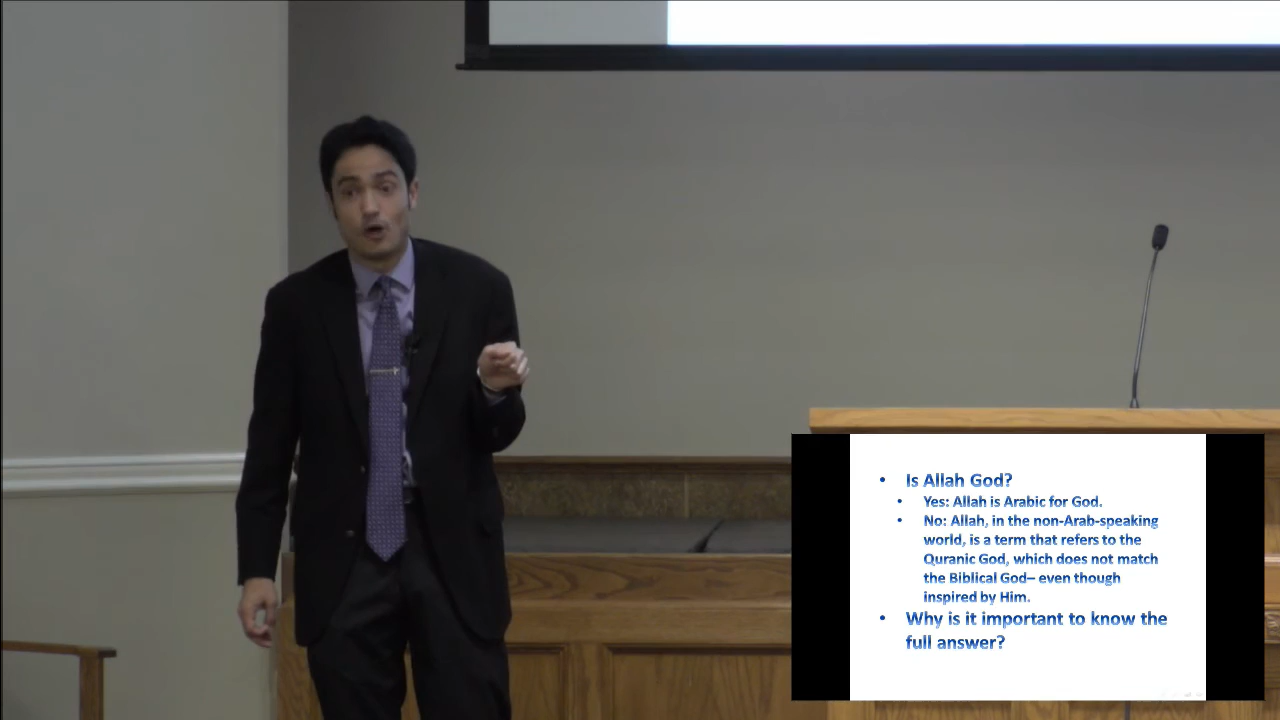 • Is Allah God?
• Yes: Allah is Arabic for God.
• No: Allah, in the non-Arab-speaking
world, is a term that refers to the
Quranic God, which does not match
the Biblical God– even though
inspired by Him.
• Why is it important to know the
full answer?